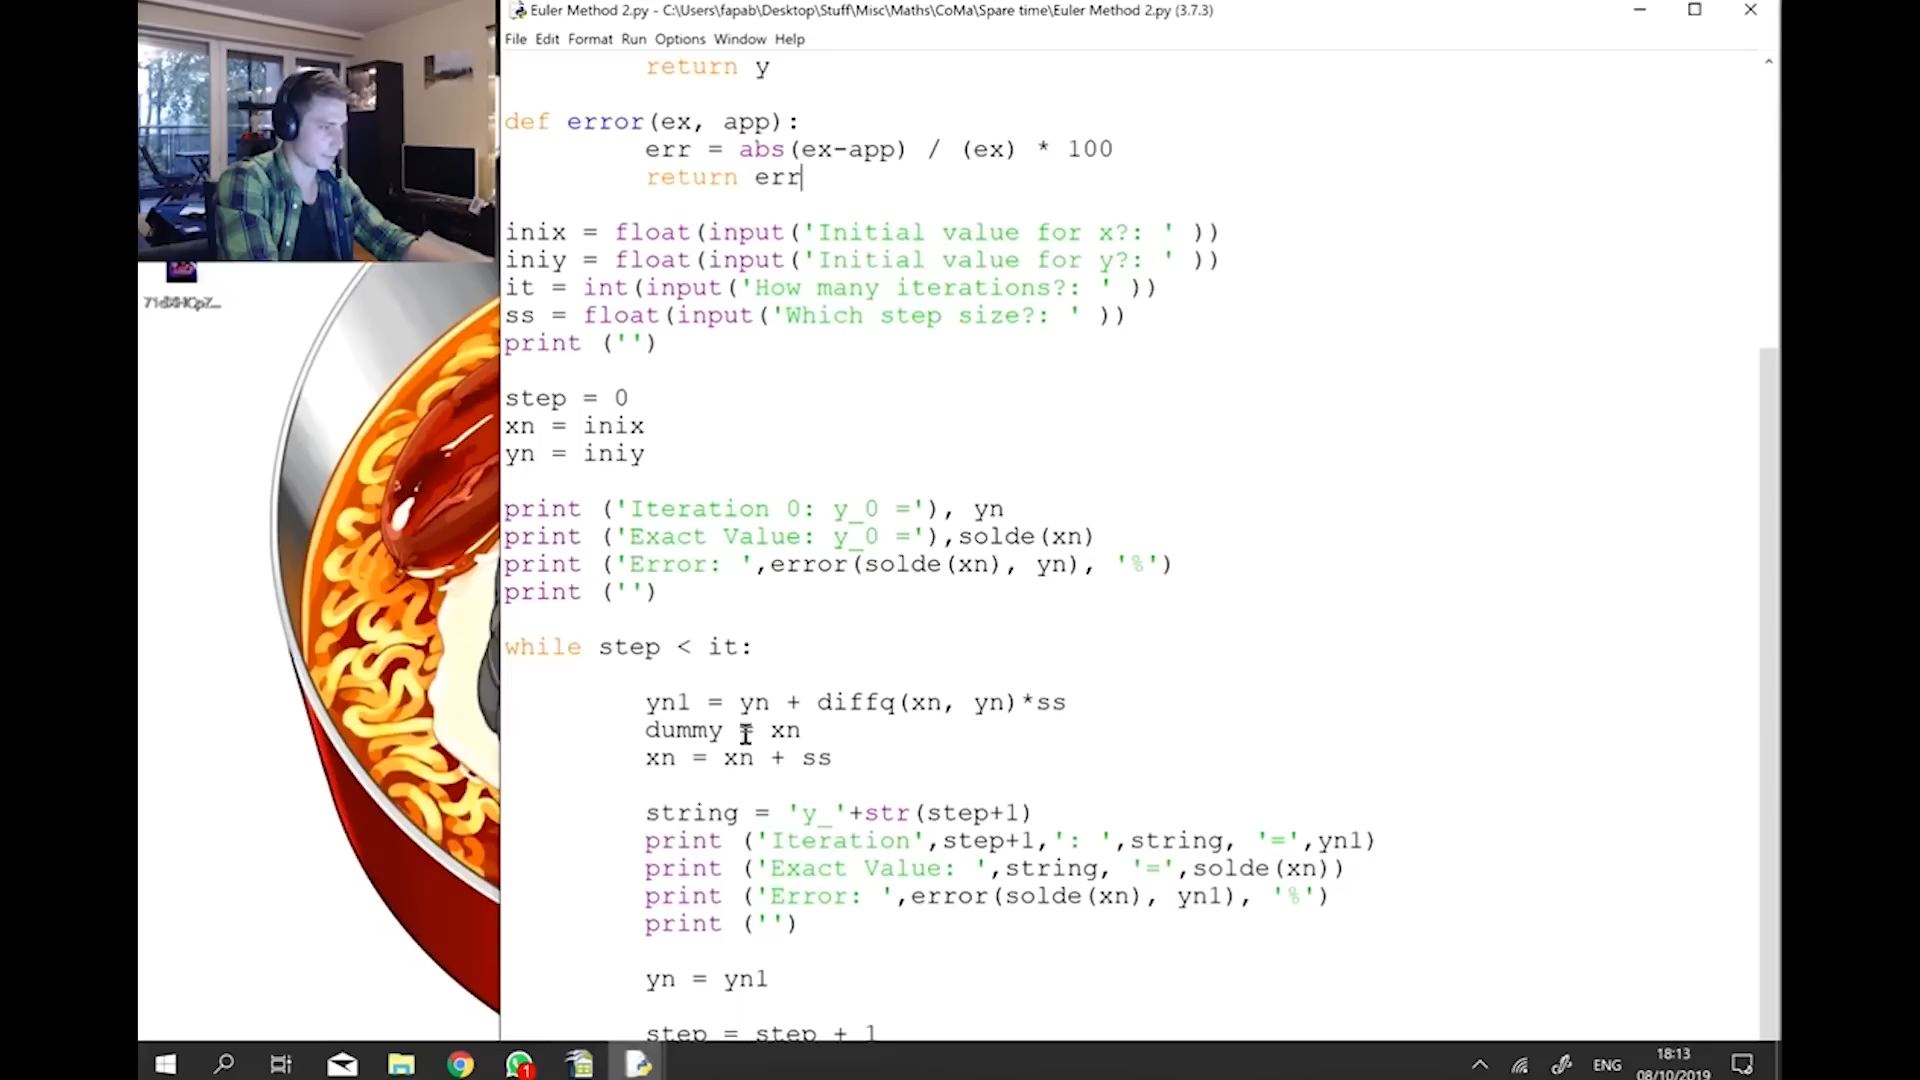 Euler Method 2.py - C:\Users\fapab\Desktop\Stuff\Misc\Maths\CoMa\Spare time\Euler Method 2.py (3.7.3)
File Edit Format Run Options Window Help
return y
def error(ex, app):
err = abs(ex-app) / (ex) * 100
return err
inix = float(input('Initial value for x?: ' ))
iniy = float(input('Initial value for y?: ' ))
it = int(input('How many iterations?: ' ))
ss = float(input('Which step size?: ' ))
print ('')
step = 0
xn = inix
yn = iniy
print ('Iteration 0: y_0 ='), yn
print ('Exact Value: y_0 ='),solde(xn)
print ('Error: ',error(solde(xn), yn), '%')
print ('')
while step < it:
yn1 = yn + diffq(xn, yn)*ss
dummy = xn
xn = xn + ss
string = 'y_'+str(step+1)
print ('Iteration',step+1,': ',string, '=',yn1)
print ('Exact Value: ',string, '=',solde(xn))
print ('Error: ',error(solde(xn), yn1), '%')
print ('')
yn = yn1
step = step + 1
1
ENG
18:13
08/10/2019